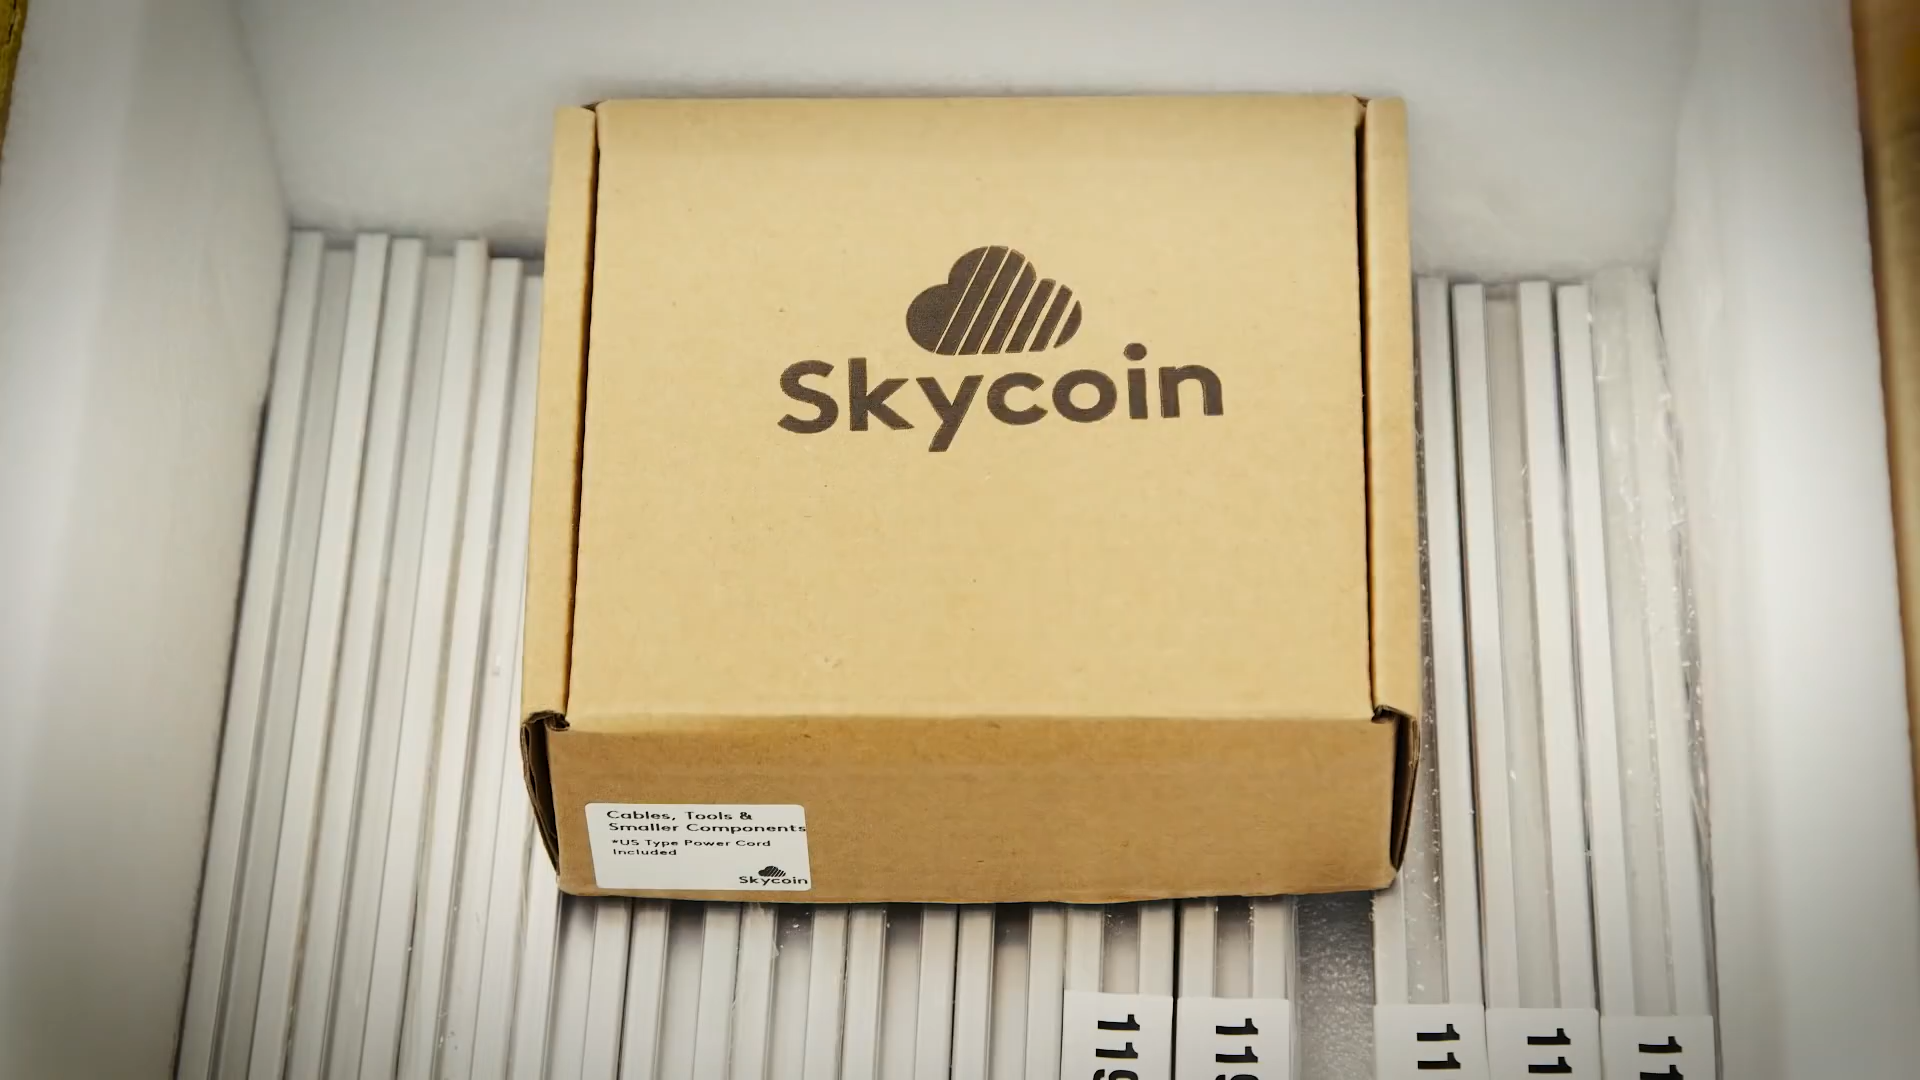 Skycoin
Cables, Tools &
Smaller Components
*US Type Power Cord
Included
Skycoin